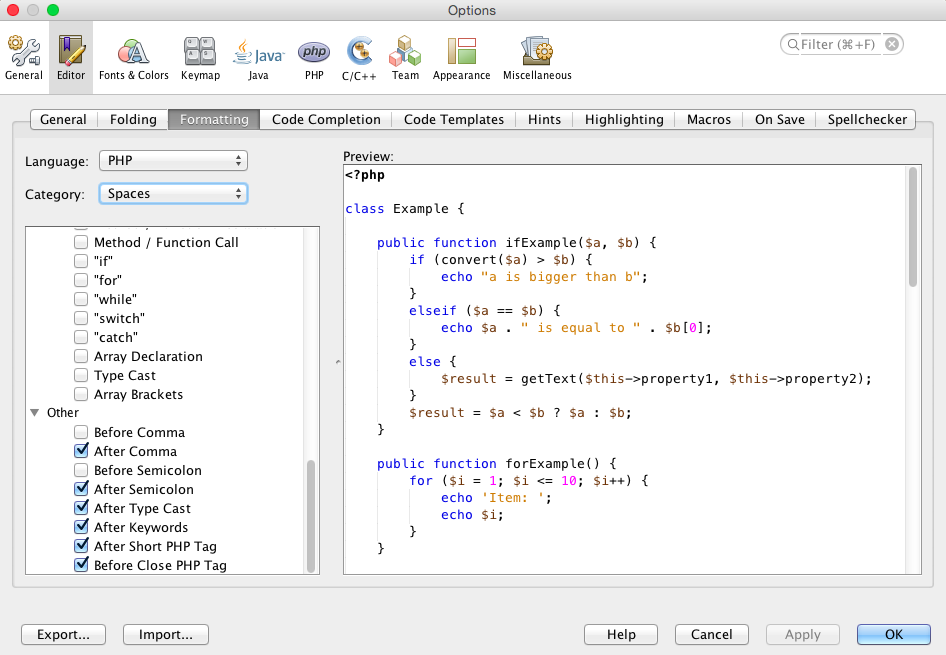 Options
General
Editor
Fonts & Colors
Keymap
Java
Java
php
PHP
C/C++
Team
Appearance
Miscellaneous
Filter (⌘+F)
General Folding Formatting Code Completion Code Templates Hints Highlighting Macros On Save Spellchecker
Language: PHP
Category: Spaces
Method / Function Call
"if"
"for"
"while"
"switch"
"catch"
Array Declaration
Type Cast
Array Brackets
Other
Before Comma
After Comma
Before Semicolon
After Semicolon
After Type Cast
After Keywords
After Short PHP Tag
Before Close PHP Tag
Preview:
<?php
class Example {
public function ifExample($a, $b) {
if (convert($a) > $b) {
echo "a is bigger than b";
}
elseif ($a == $b) {
echo $a . " is equal to " . $b[0];
}
else {
$result = getText($this->property1, $this->property2);
}
$result = $a < $b ? $a : $b;
}
public function forExample() {
for ($i = 1; $i <= 10; $i++) {
echo 'Item: ';
echo $i;
}
}
Export... Import... Help Cancel Apply OK